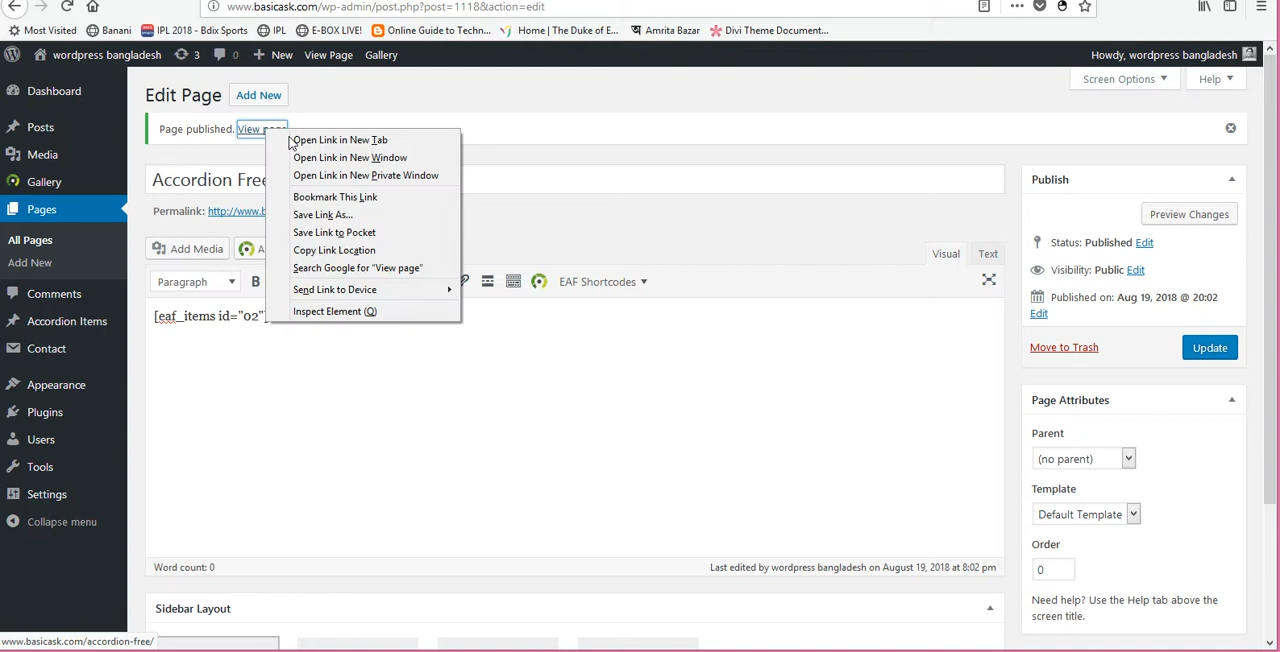 www.basicask.com/wp-admin/post.php?post=1118&action=edit
Most Visited Banani IPL 2018 - Bdix Sports IPL E-BOX LIVE! Online Guide to Techn... Home | The Duke of E... Amrita Bazar Divi Theme Document...
wordpress bangladesh 3 0 + New View Page Gallery Howdy, wordpress bangladesh
Screen Options Help
Dashboard
Posts
Media
Gallery
Pages
All Pages
Add New
Comments
Accordion Items
Contact
Appearance
Plugins
Users
Tools
Settings
Collapse menu
Edit Page Add New
Page published. View page
Accordion Free
Permalink: http://www.b
Add Media A
Visual Text
Paragraph B EAF Shortcodes
[eaf_items id="02"]
Open Link in New Tab
Open Link in New Window
Open Link in New Private Window
Bookmark This Link
Save Link As...
Save Link to Pocket
Copy Link Location
Search Google for "View page"
Send Link to Device
Inspect Element (Q)
Word count: 0 Last edited by wordpress bangladesh on August 19, 2018 at 8:02 pm
Sidebar Layout
Publish
Preview Changes
Status: Published Edit
Visibility: Public Edit
Published on: Aug 19, 2018 @ 20:02
Edit
Move to Trash Update
Page Attributes
Parent
(no parent)
Template
Default Template
Order
0
Need help? Use the Help tab above the
screen title.
www.basicask.com/accordion-free/